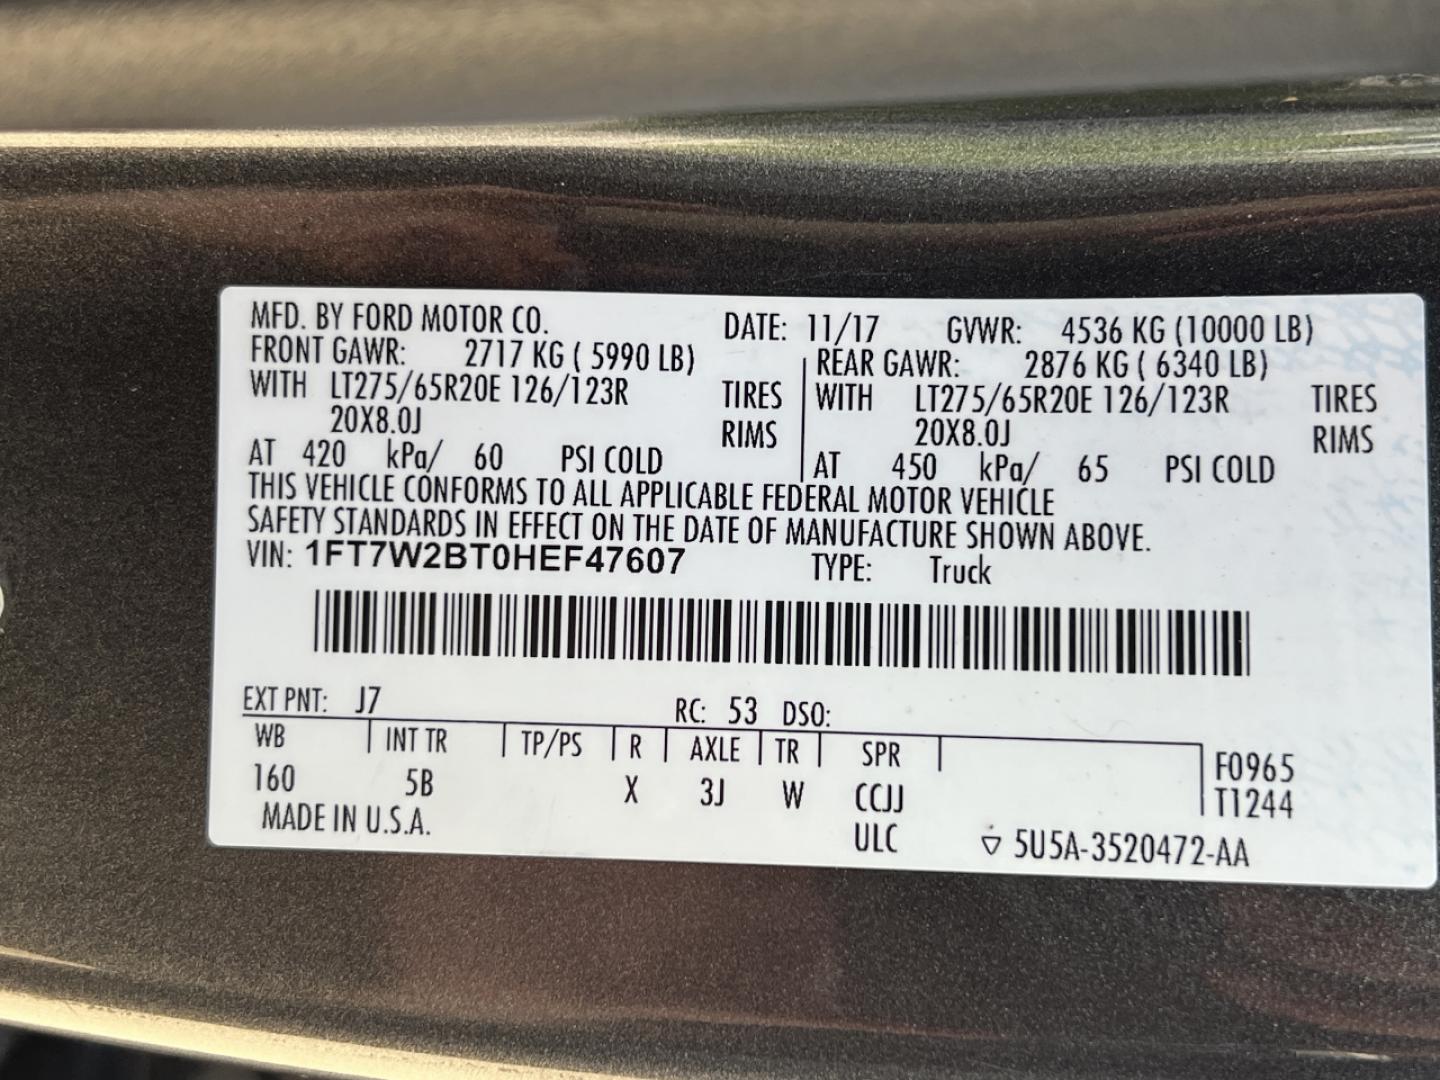 MFD. BY FORD MOTOR CO. DATE: 11/17 GVWR: 4536 KG (10000 LB)
FRONT GAWR: 2717 KG ( 5990 LB) REAR GAWR: 2876 KG ( 6340 LB)
WITH LT275/65R20E 126/123R TIRES WITH LT275/65R20E 126/123R TIRES
20X8.0J RIMS 20X8.0J RIMS
AT 420 kPa/ 60 PSI COLD AT 450 kPa/ 65 PSI COLD
THIS VEHICLE CONFORMS TO ALL APPLICABLE FEDERAL MOTOR VEHICLE
SAFETY STANDARDS IN EFFECT ON THE DATE OF MANUFACTURE SHOWN ABOVE.
VIN: 1FT7W2BT0HEF47607 TYPE: Truck
EXT PNT: J7 RC: 53 DSO:
WB INT TR TP/PS R AXLE TR SPR F0965
160 5B X 3J W CCJJ T1244
MADE IN U.S.A. ULC 5U5A-3520472-AA